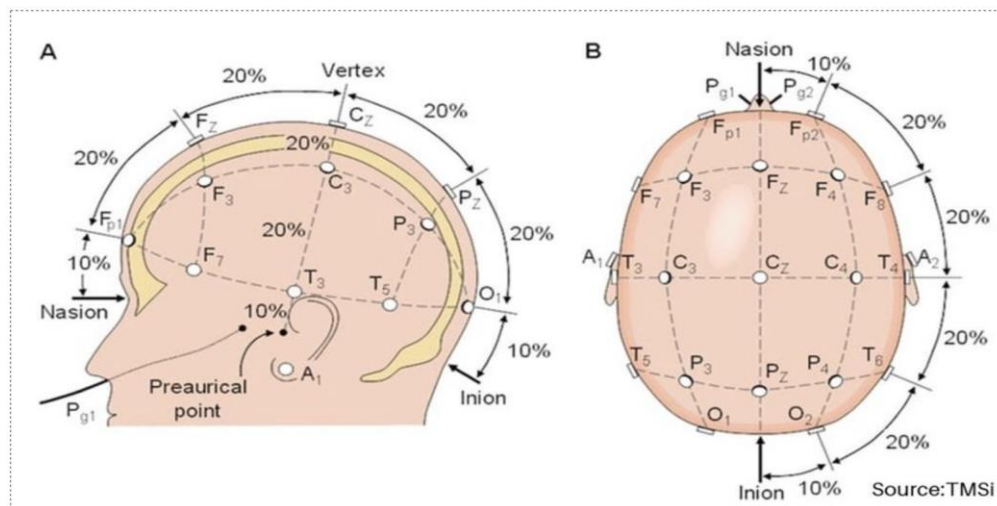 A
20%
Vertex
20%
20%
Fz
Cz
20%
20%
F3
C3
Pz
Fp1
P3
20%
20%
F7
10%
T3
T5
O1
Nasion
10%
10%
A1
Preaurical
point
Inion
Pg1
B
Nasion
10%
Pg1
Pg2
Fp1
Fp2
20%
F7
F3
Fz
F4
F8
20%
A1
T3
C3
Cz
C4
T4
A2
20%
T5
P3
Pz
P4
T6
O1
O2
20%
Inion
10%
Source:TMSi